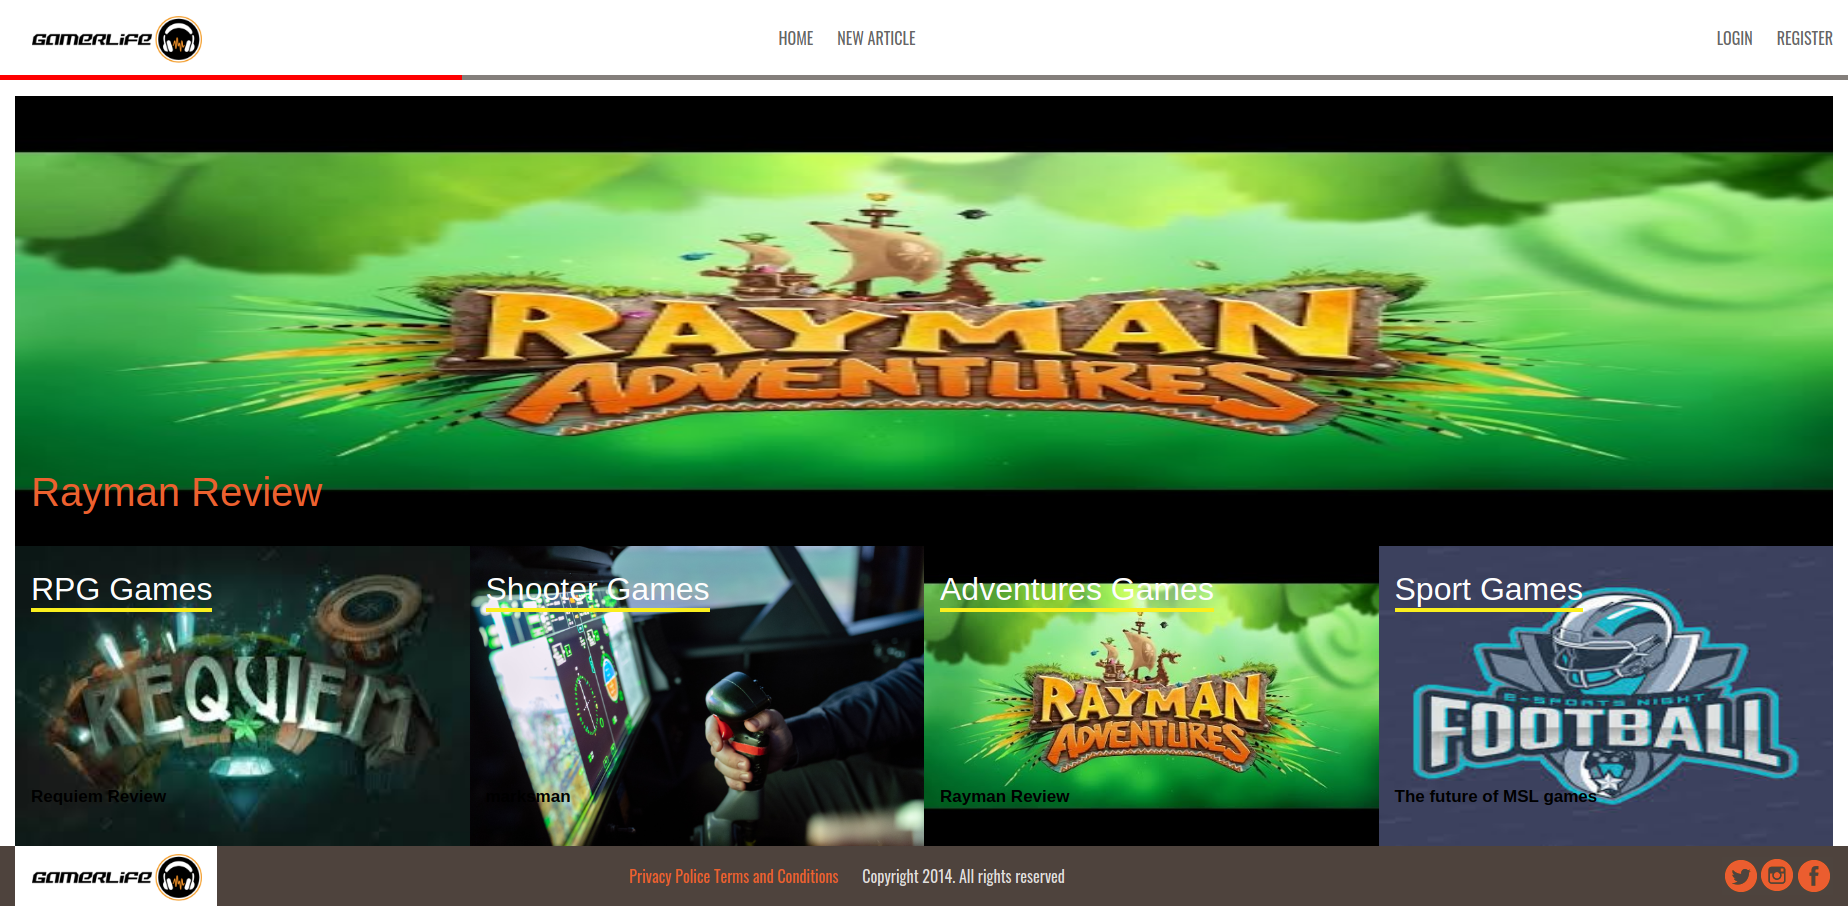 GAMERLIFE
HOME NEW ARTICLE
LOGIN REGISTER
RAYMAN
ADVENTURES
Rayman Review
RPG Games
REQUIEM
Requiem Review
Shooter Games
Adventures Games
RAYMAN
ADVENTURES
Rayman Review
Sport Games
E-SPORTS NIGHT
FOOTBALL
The future of MSL games
GAMERLIFE
Privacy Police Terms and Conditions Copyright 2014. All rights reserved